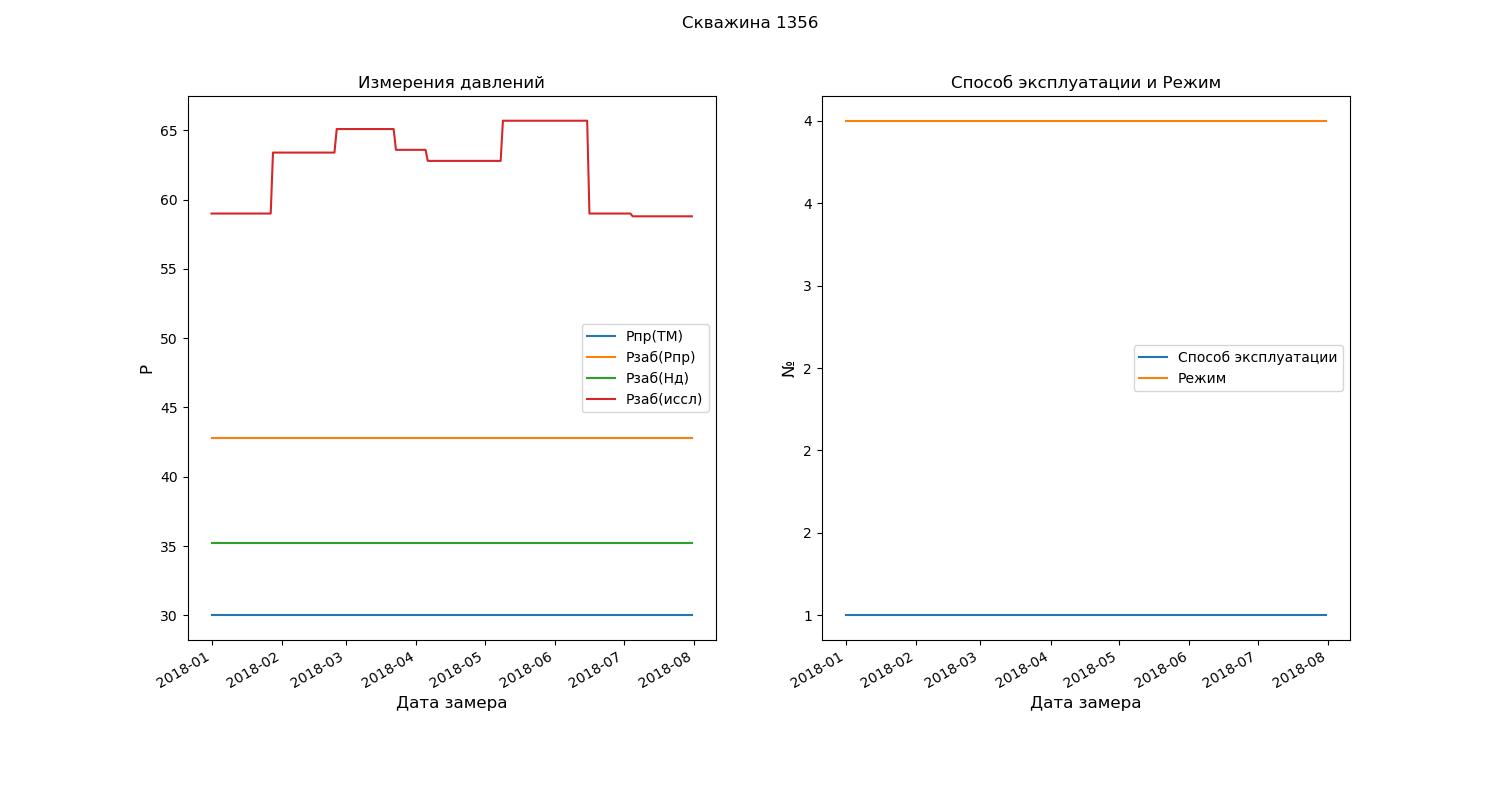 Скважина 1356
Измерения давлений
65
60
55
50
45
40
35
30
P
Pпр(ТМ)
Pзаб(Pпр)
Pзаб(Нд)
Pзаб(иссл)
2018-01
2018-02
2018-03
2018-04
2018-05
2018-06
2018-07
2018-08
Дата замера
Способ эксплуатации и Режим
4
4
3
2
2
2
1
№
Способ эксплуатации
Режим
2018-01
2018-02
2018-03
2018-04
2018-05
2018-06
2018-07
2018-08
Дата замера